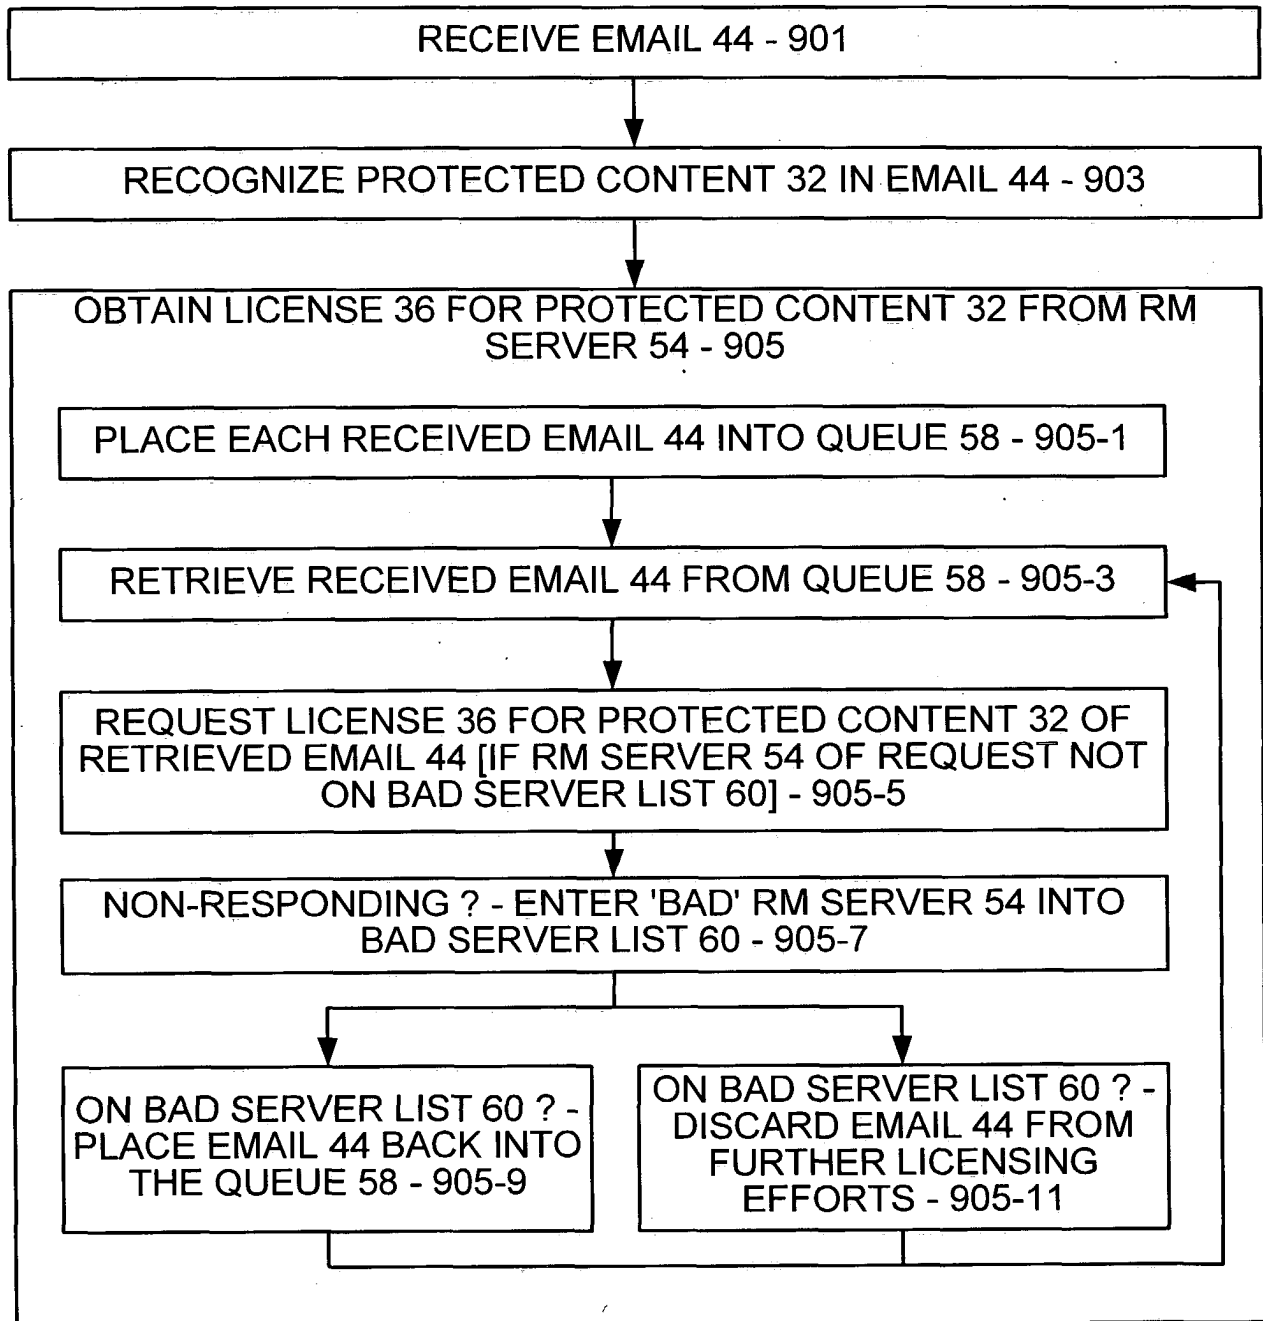 RECEIVE EMAIL 44 - 901
RECOGNIZE PROTECTED CONTENT 32 IN EMAIL 44 - 903
OBTAIN LICENSE 36 FOR PROTECTED CONTENT 32 FROM RM
SERVER 54 - 905
PLACE EACH RECEIVED EMAIL 44 INTO QUEUE 58 - 905-1
RETRIEVE RECEIVED EMAIL 44 FROM QUEUE 58 - 905-3
REQUEST LICENSE 36 FOR PROTECTED CONTENT 32 OF
RETRIEVED EMAIL 44 [IF RM SERVER 54 OF REQUEST NOT
ON BAD SERVER LIST 60] - 905-5
NON-RESPONDING ? - ENTER 'BAD' RM SERVER 54 INTO
BAD SERVER LIST 60 - 905-7
ON BAD SERVER LIST 60 ? -
PLACE EMAIL 44 BACK INTO
THE QUEUE 58 - 905-9
ON BAD SERVER LIST 60 ? -
DISCARD EMAIL 44 FROM
FURTHER LICENSING
EFFORTS - 905-11